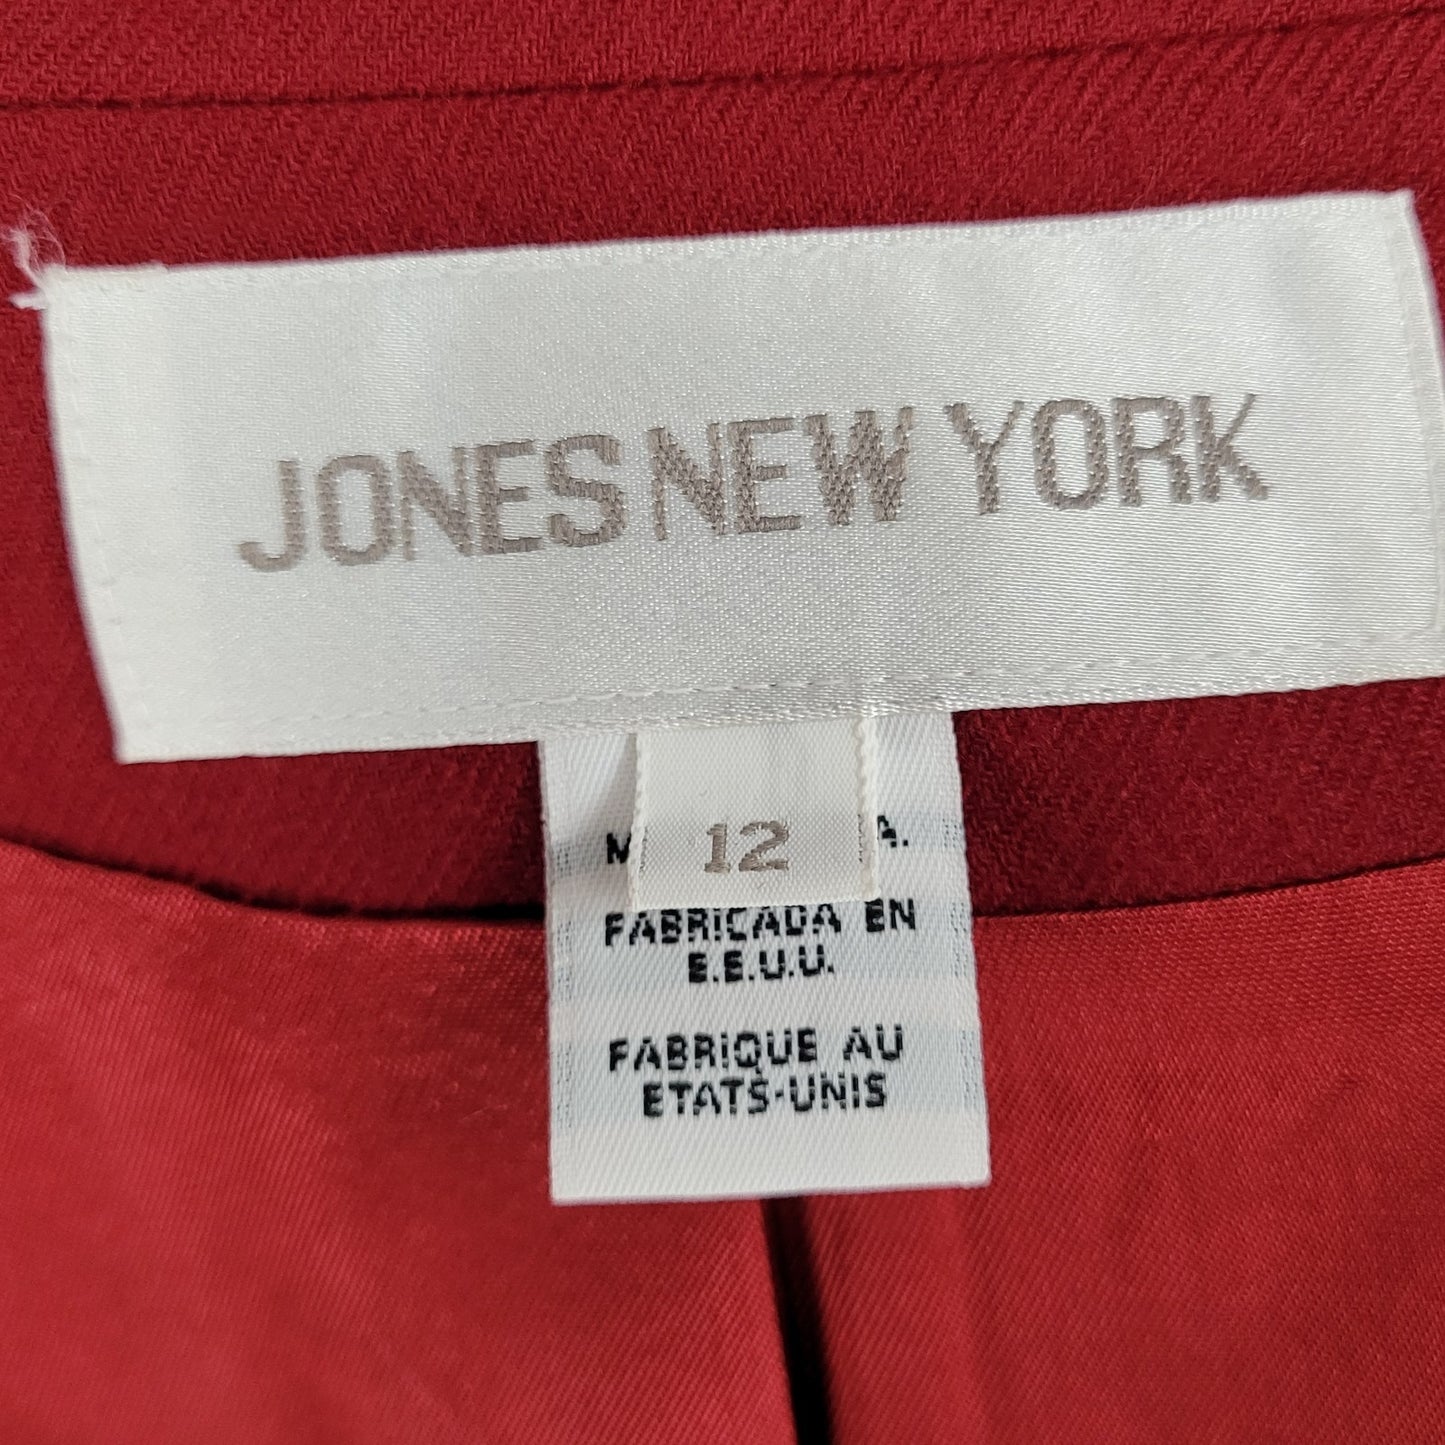 JONES NEW YORK
12
FABRICADA EN
E.E.U.U.
FABRIQUE AU
ETATS-UNIS